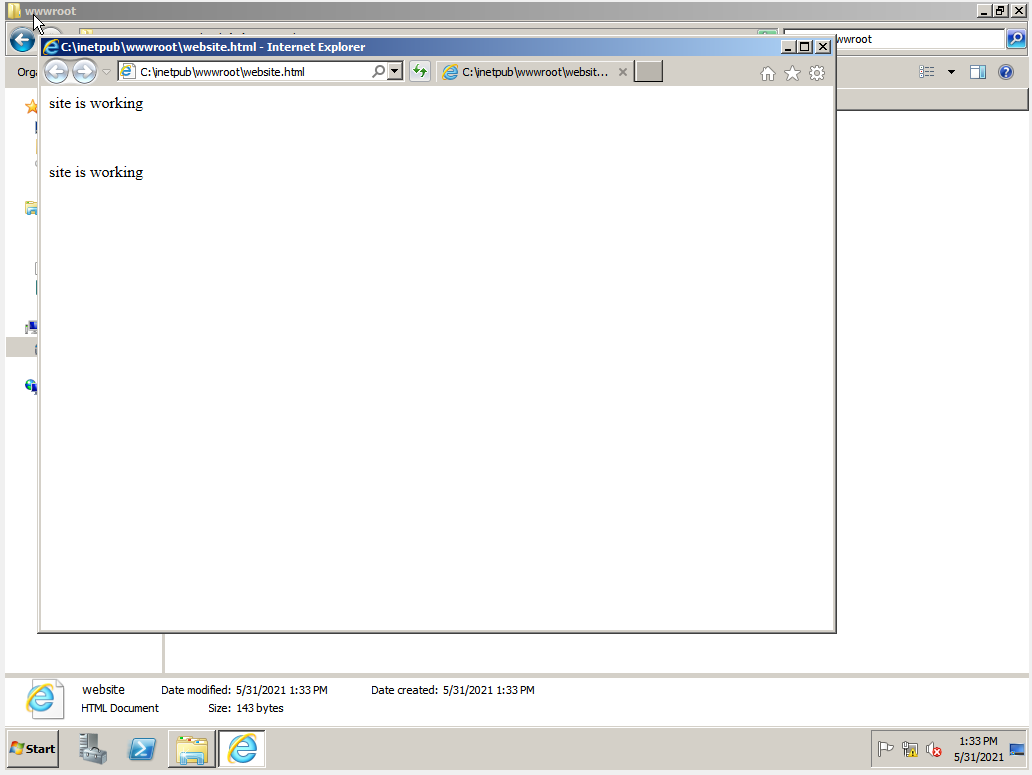 wwwroot
wwroot
C:\inetpub\wwwroot\website.html - Internet Explorer
C:\inetpub\wwwroot\website.html
C:\inetpub\wwwroot\websit...
Orga
site is working
site is working
website
Date modified: 5/31/2021 1:33 PM
Date created: 5/31/2021 1:33 PM
HTML Document
Size: 143 bytes
Start
1:33 PM
5/31/2021